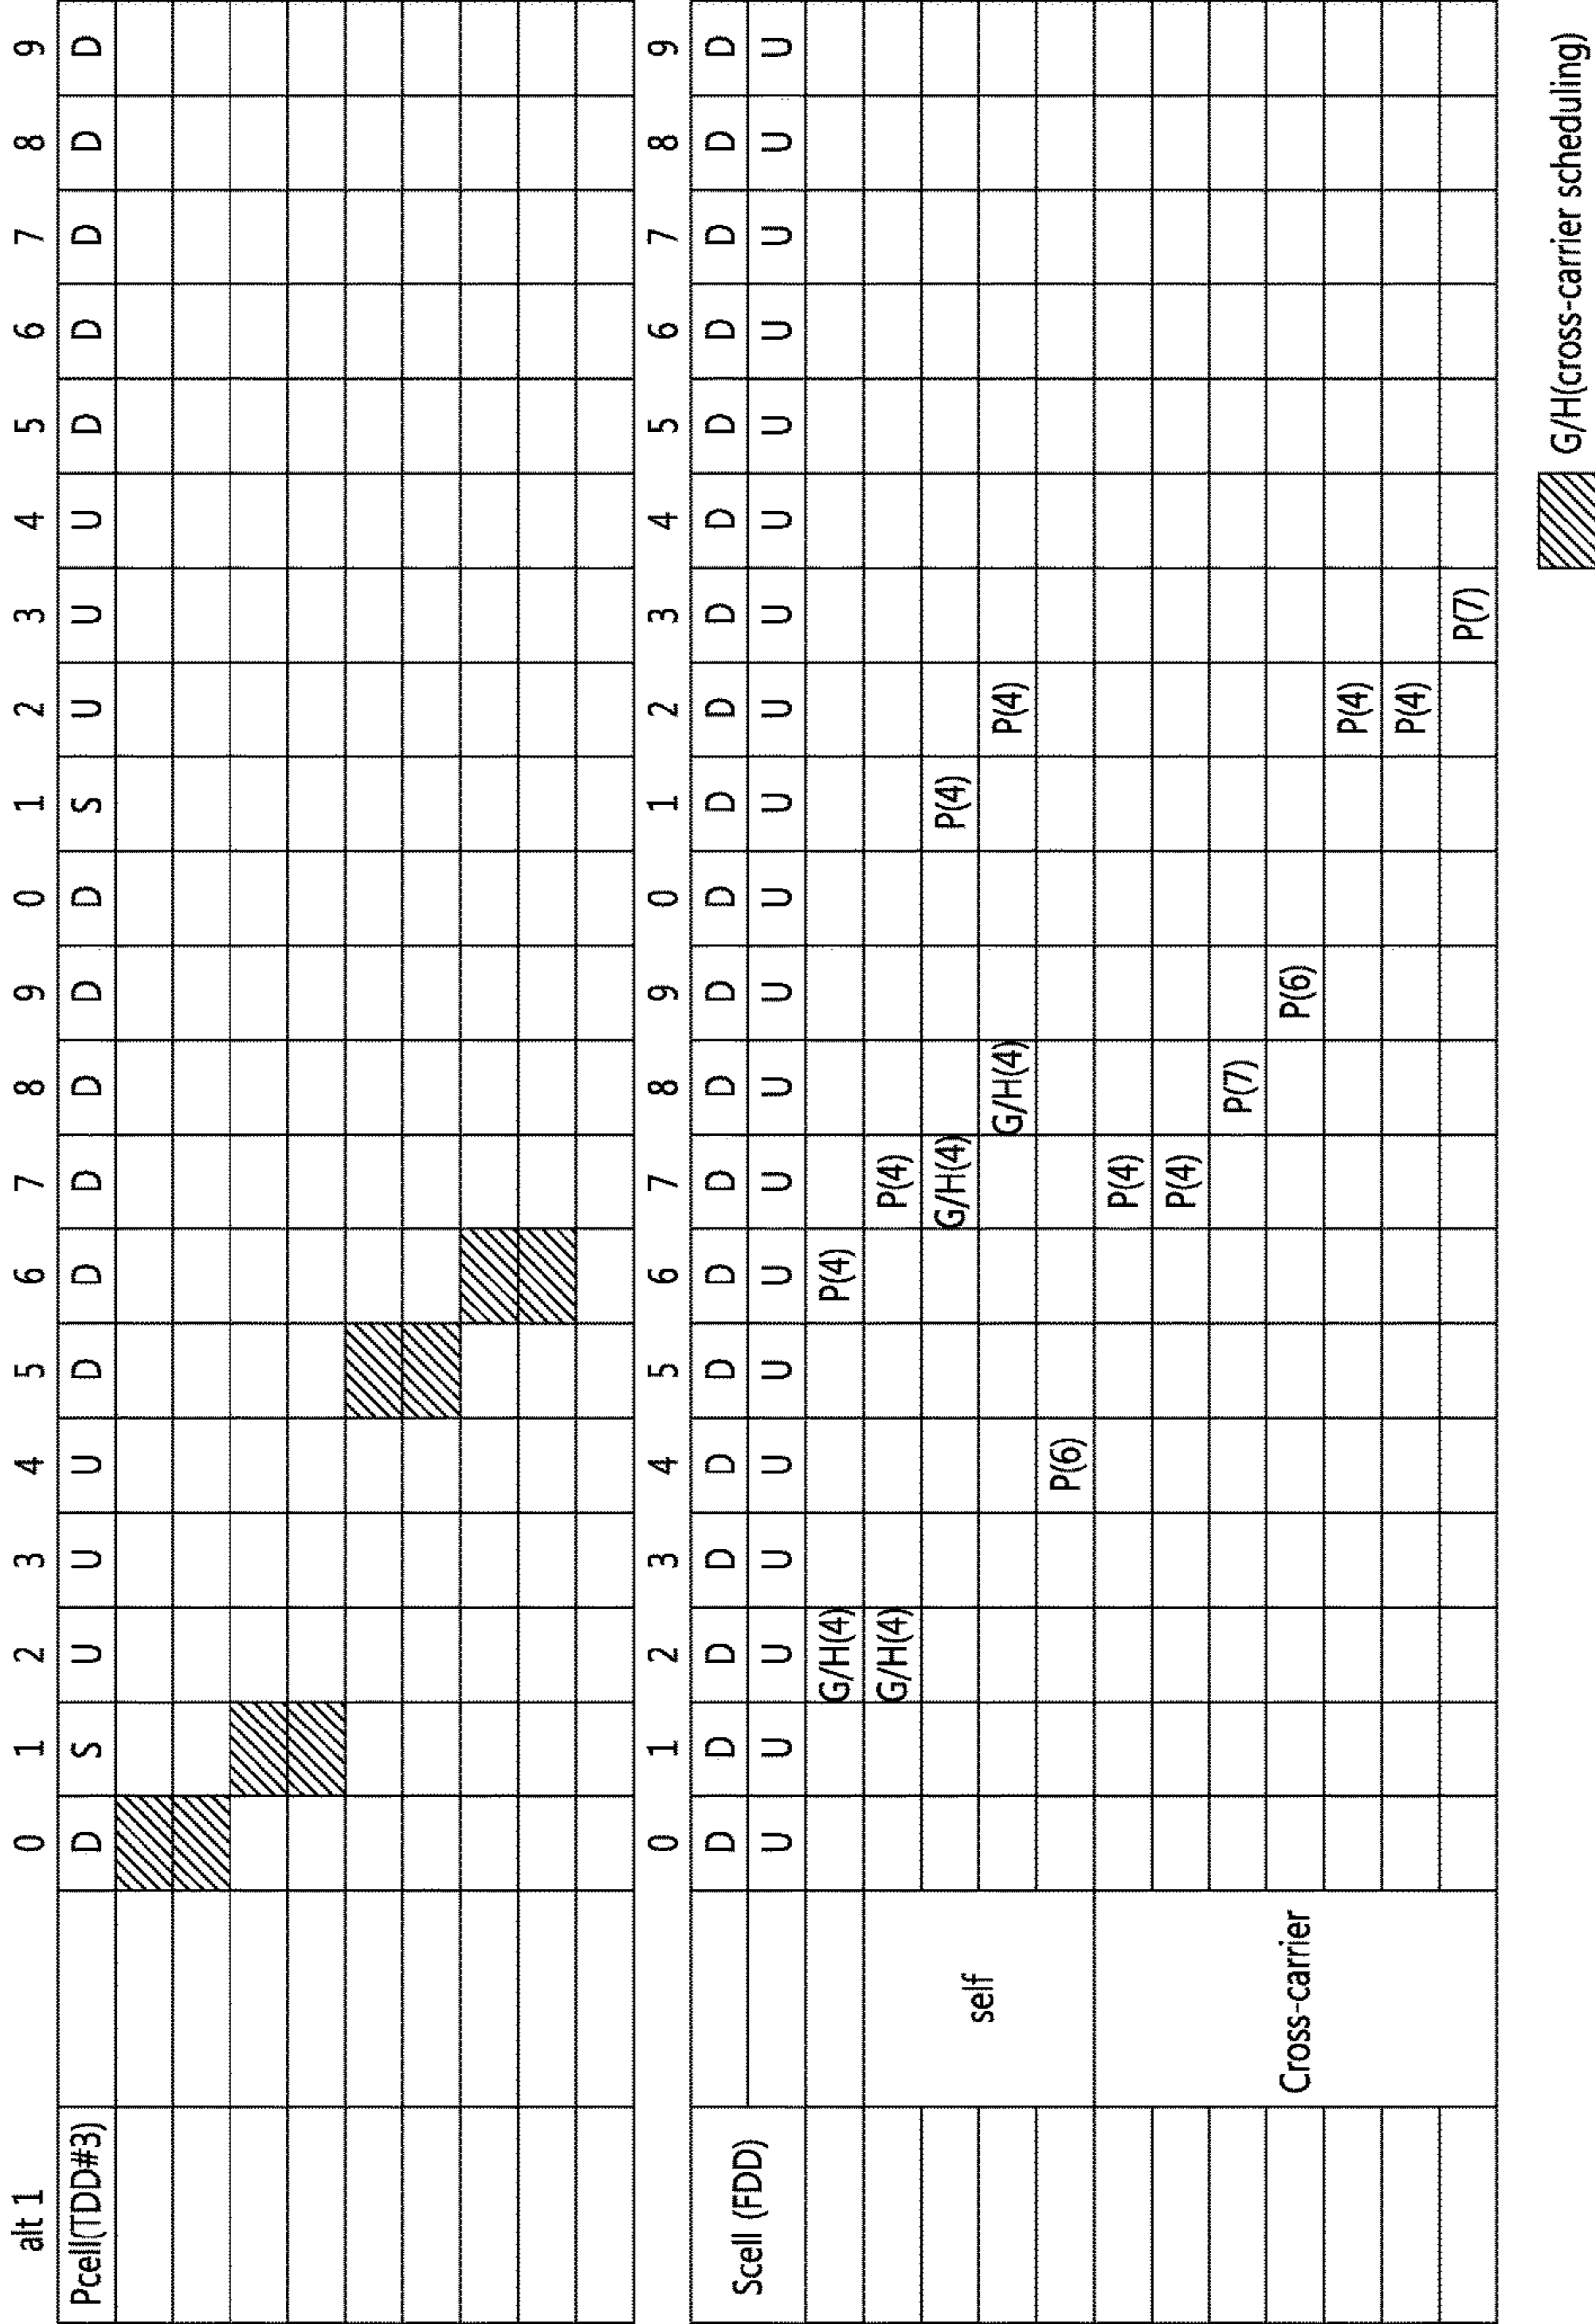 alt 1 0 1 2 3 4 5 6 7 8 9 0 1 2 3 4 5 6 7 8 9
Pcell(TDD#3) D S U U U D D D D D D S U U U D D D D D
0 1 2 3 4 5 6 7 8 9 0 1 2 3 4 5 6 7 8 9
Scell (FDD)
D D D D D D D D D D D D D D D D D D D D
U U U U U U U U U U U U U U U U U U U U
G/H(4) P(4)
G/H(4) P(4)
self
G/H(4) P(4)
G/H(4) P(4)
P(6)
Cross-carrier
P(4)
P(4)
P(7)
P(6)
P(4)
P(4)
P(7)
G/H(cross-carrier scheduling)